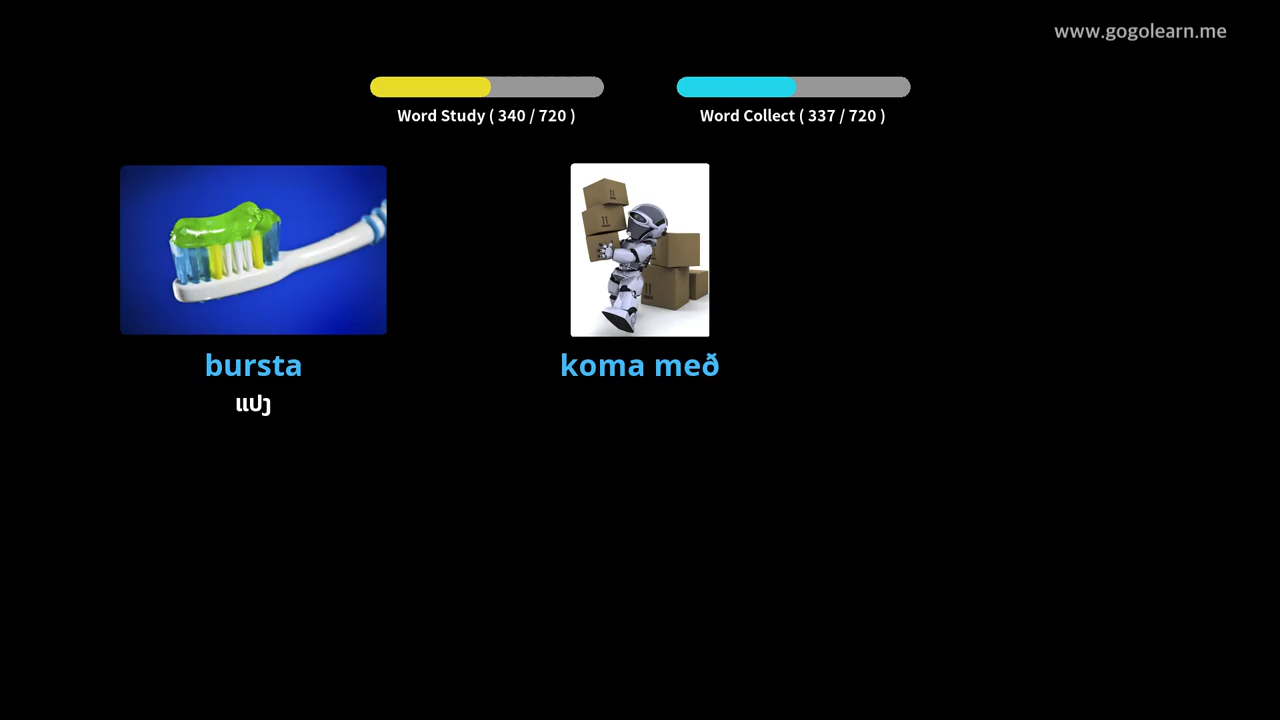 www.gogolearn.me
Word Study ( 340 / 720 )
Word Collect ( 337 / 720 )
bursta
ແປງ
koma með